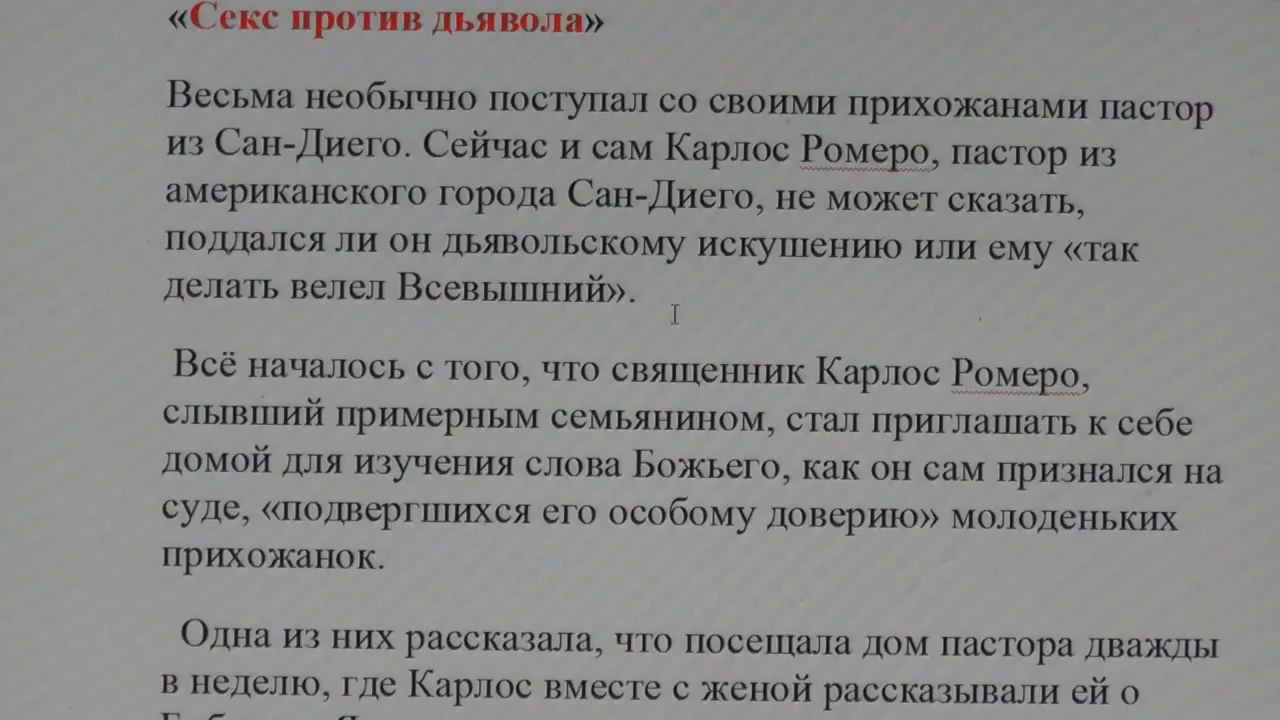 «Секс против дьявола»
Весьма необычно поступал со своими прихожанами пастор
из Сан-Диего. Сейчас и сам Карлос Ромеро, пастор из
американского города Сан-Диего, не может сказать,
поддался ли он дьявольскому искушению или ему «так
делать велел Всевышний».
Всё началось с того, что священник Карлос Ромеро,
слывший примерным семьянином, стал приглашать к себе
домой для изучения слова Божьего, как он сам признался на
суде, «подвергшихся его особому доверию» молоденьких
прихожанок.
Одна из них рассказала, что посещала дом пастора дважды
в неделю, где Карлос вместе с женой рассказывали ей о